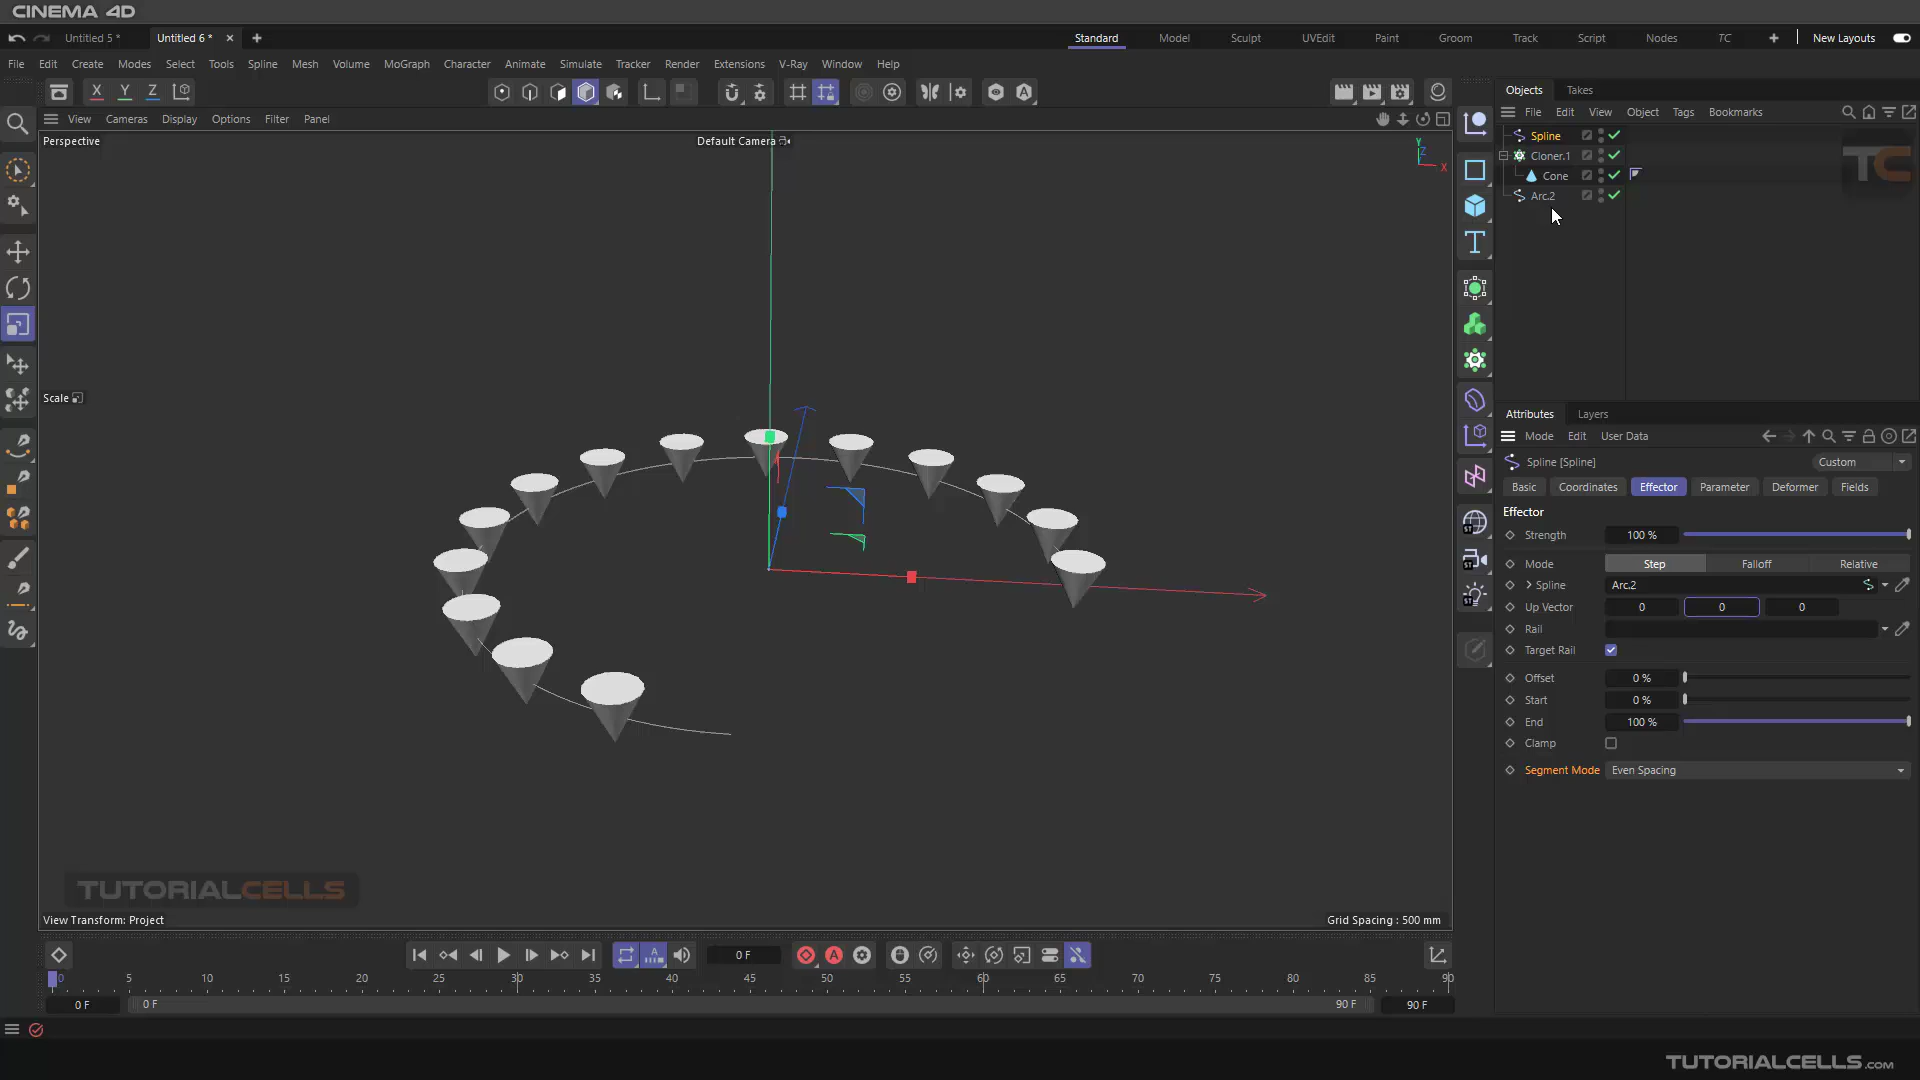 CINEMA 4D
Untitled 5 *
Untitled 6 *
Standard
Model
Sculpt
UVEdit
Paint
Groom
Track
Script
Nodes
TC
New Layouts
File Edit Create Modes Select Tools Spline Mesh Volume MoGraph Character Animate Simulate Tracker Render Extensions V-Ray Window Help
X Y Z
Objects Takes
View Cameras Display Options Filter Panel
File Edit View Object Tags Bookmarks
Perspective
Default Camera
Y
Z
X
Spline
Cloner.1
Cone
Arc.2
TC
Scale
Attributes Layers
Mode Edit User Data
Spline [Spline]
Custom
Basic Coordinates Effector Parameter Deformer Fields
Effector
Strength 100 %
Mode Step Falloff Relative
Spline Arc.2
Up Vector 0 0 0
Rail
Target Rail
Offset 0 %
Start 0 %
End 100 %
Clamp
Segment Mode Even Spacing
TUTORIALCELLS
View Transform: Project
Grid Spacing : 500 mm
0 F
0 5 10 15 20 25 30 35 40 45 50 55 60 65 70 75 80 85 90
0 F
0 F
90 F
90 F
TUTORIALCELLS.COM